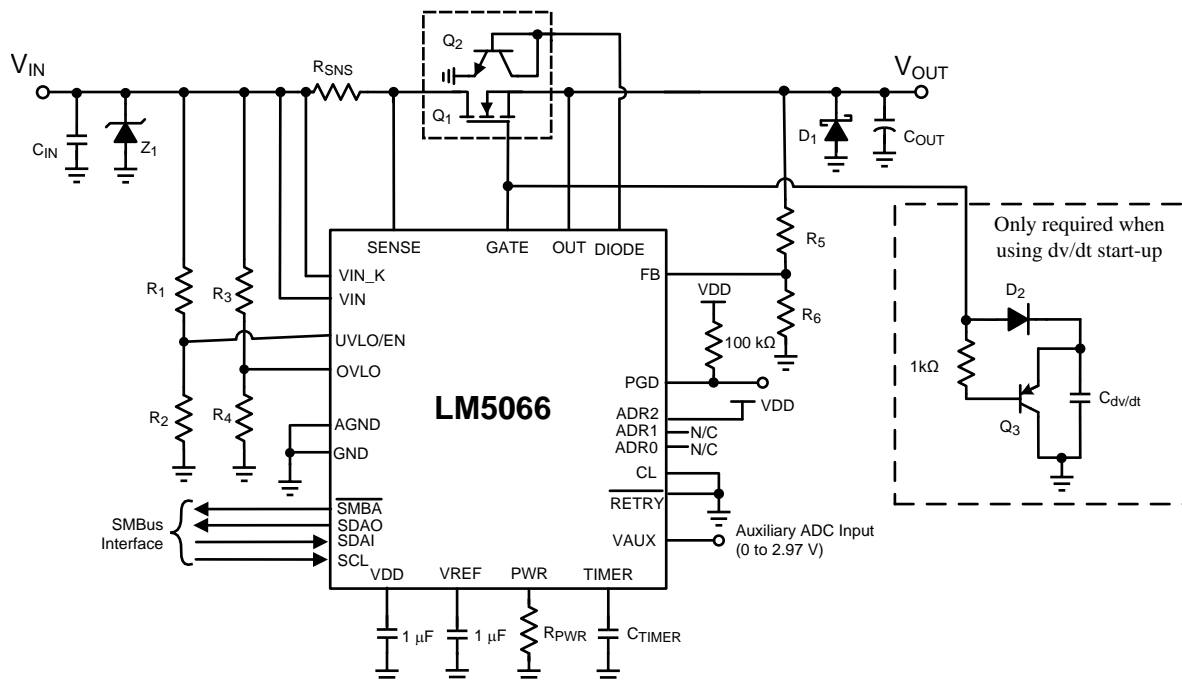 Q2
VIN
RSNS
VOUT
Q1
CIN
Z1
D1
COUT
Only required when
using dv/dt start-up
SENSE
GATE
OUT
DIODE
R5
VIN_K
VIN
FB
VDD
D2
R1
R3
R6
UVLO/EN
100 kΩ
1kΩ
OVLO
PGD
R2
R4
LM5066
ADR2
VDD
Cdv/dt
AGND
ADR1
N/C
Q3
GND
ADR0
N/C
CL
SMBA
RETRY
SMBus
Interface
SDAO
SDAI
VAUX
Auxiliary ADC Input
(0 to 2.97 V)
SCL
VDD
VREF
PWR
TIMER
1 μF
1 μF
RPWR
CTIMER